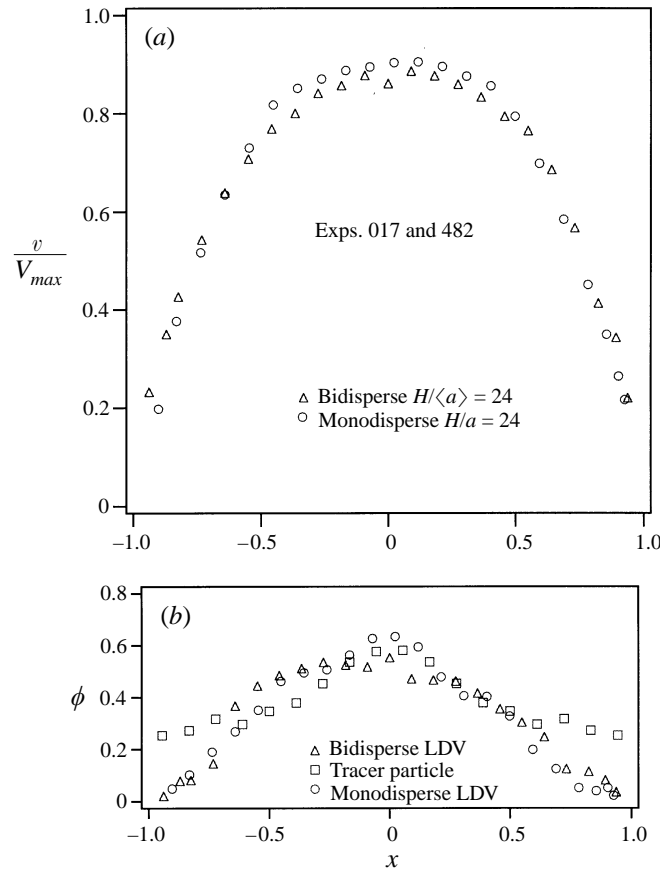 1.0
(a)
0.8
0.6
v
V_max
Exps. 017 and 482
0.4
Bidisperse H/⟨a⟩ = 24
Monodisperse H/a = 24
0.2
0
–1.0 –0.5 0 0.5 1.0
0.8
(b)
0.6
ϕ
0.4
Bidisperse LDV
0.2
Tracer particle
Monodisperse LDV
0
–1.0 –0.5 0 0.5 1.0
x